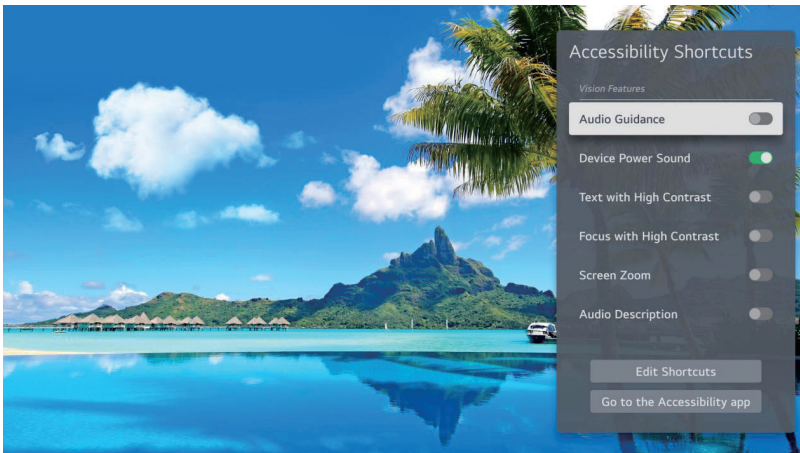 Accessibility Shortcuts
Vision Features
Audio Guidance
Device Power Sound
Text with High Contrast
Focus with High Contrast
Screen Zoom
Audio Description
Edit Shortcuts
Go to the Accessibility app